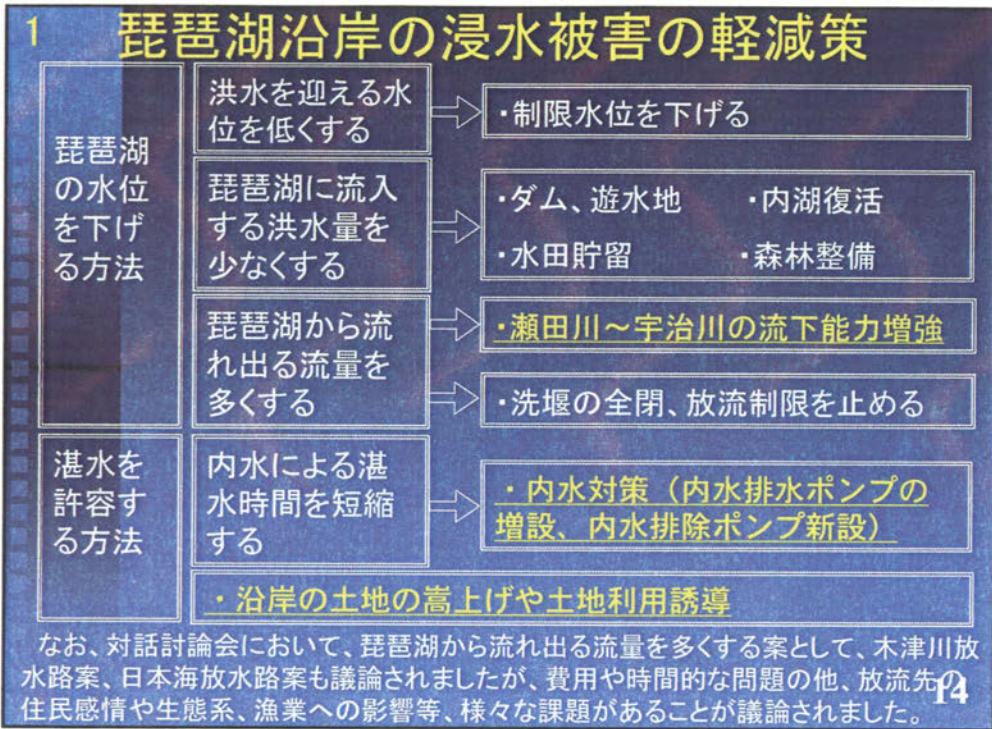 1
琵琶湖沿岸の浸水被害の軽減策
琵琶湖
の水位
を下げ
る方法
洪水を迎える水
位を低くする
・制限水位を下げる
琵琶湖に流入
する洪水量を
少なくする
・ダム、遊水地　・内湖復活
・水田貯留　・森林整備
琵琶湖から流
れ出る流量を
多くする
・瀬田川～宇治川の流下能力増強
・洗堰の全閉、放流制限を止める
湛水を
許容す
る方法
内水による湛
水時間を短縮
する
・内水対策（内水排水ポンプの
増設、内水排除ポンプ新設）
・沿岸の土地の嵩上げや土地利用誘導
なお、対話討論会において、琵琶湖から流れ出る流量を多くする案として、木津川放
水路案、日本海放水路案も議論されましたが、費用や時間的な問題の他、放流先の
住民感情や生態系、漁業への影響等、様々な課題があることが議論されました。
14